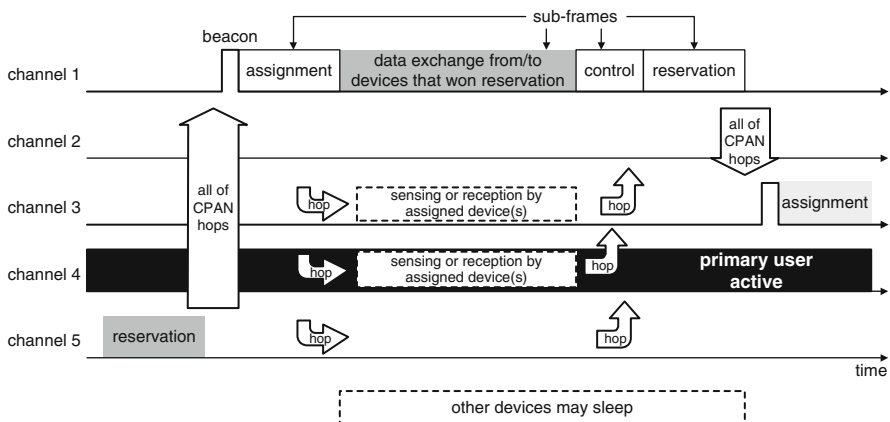 sub-frames
beacon
channel 1
assignment
data exchange from/to
devices that won reservation
control
reservation
channel 2
all of
CPAN
hops
all of
CPAN
hops
channel 3
hop
sensing or reception by
assigned device(s)
hop
assignment
channel 4
hop
sensing or reception by
assigned device(s)
hop
primary user
active
channel 5
reservation
hop
hop
time
other devices may sleep